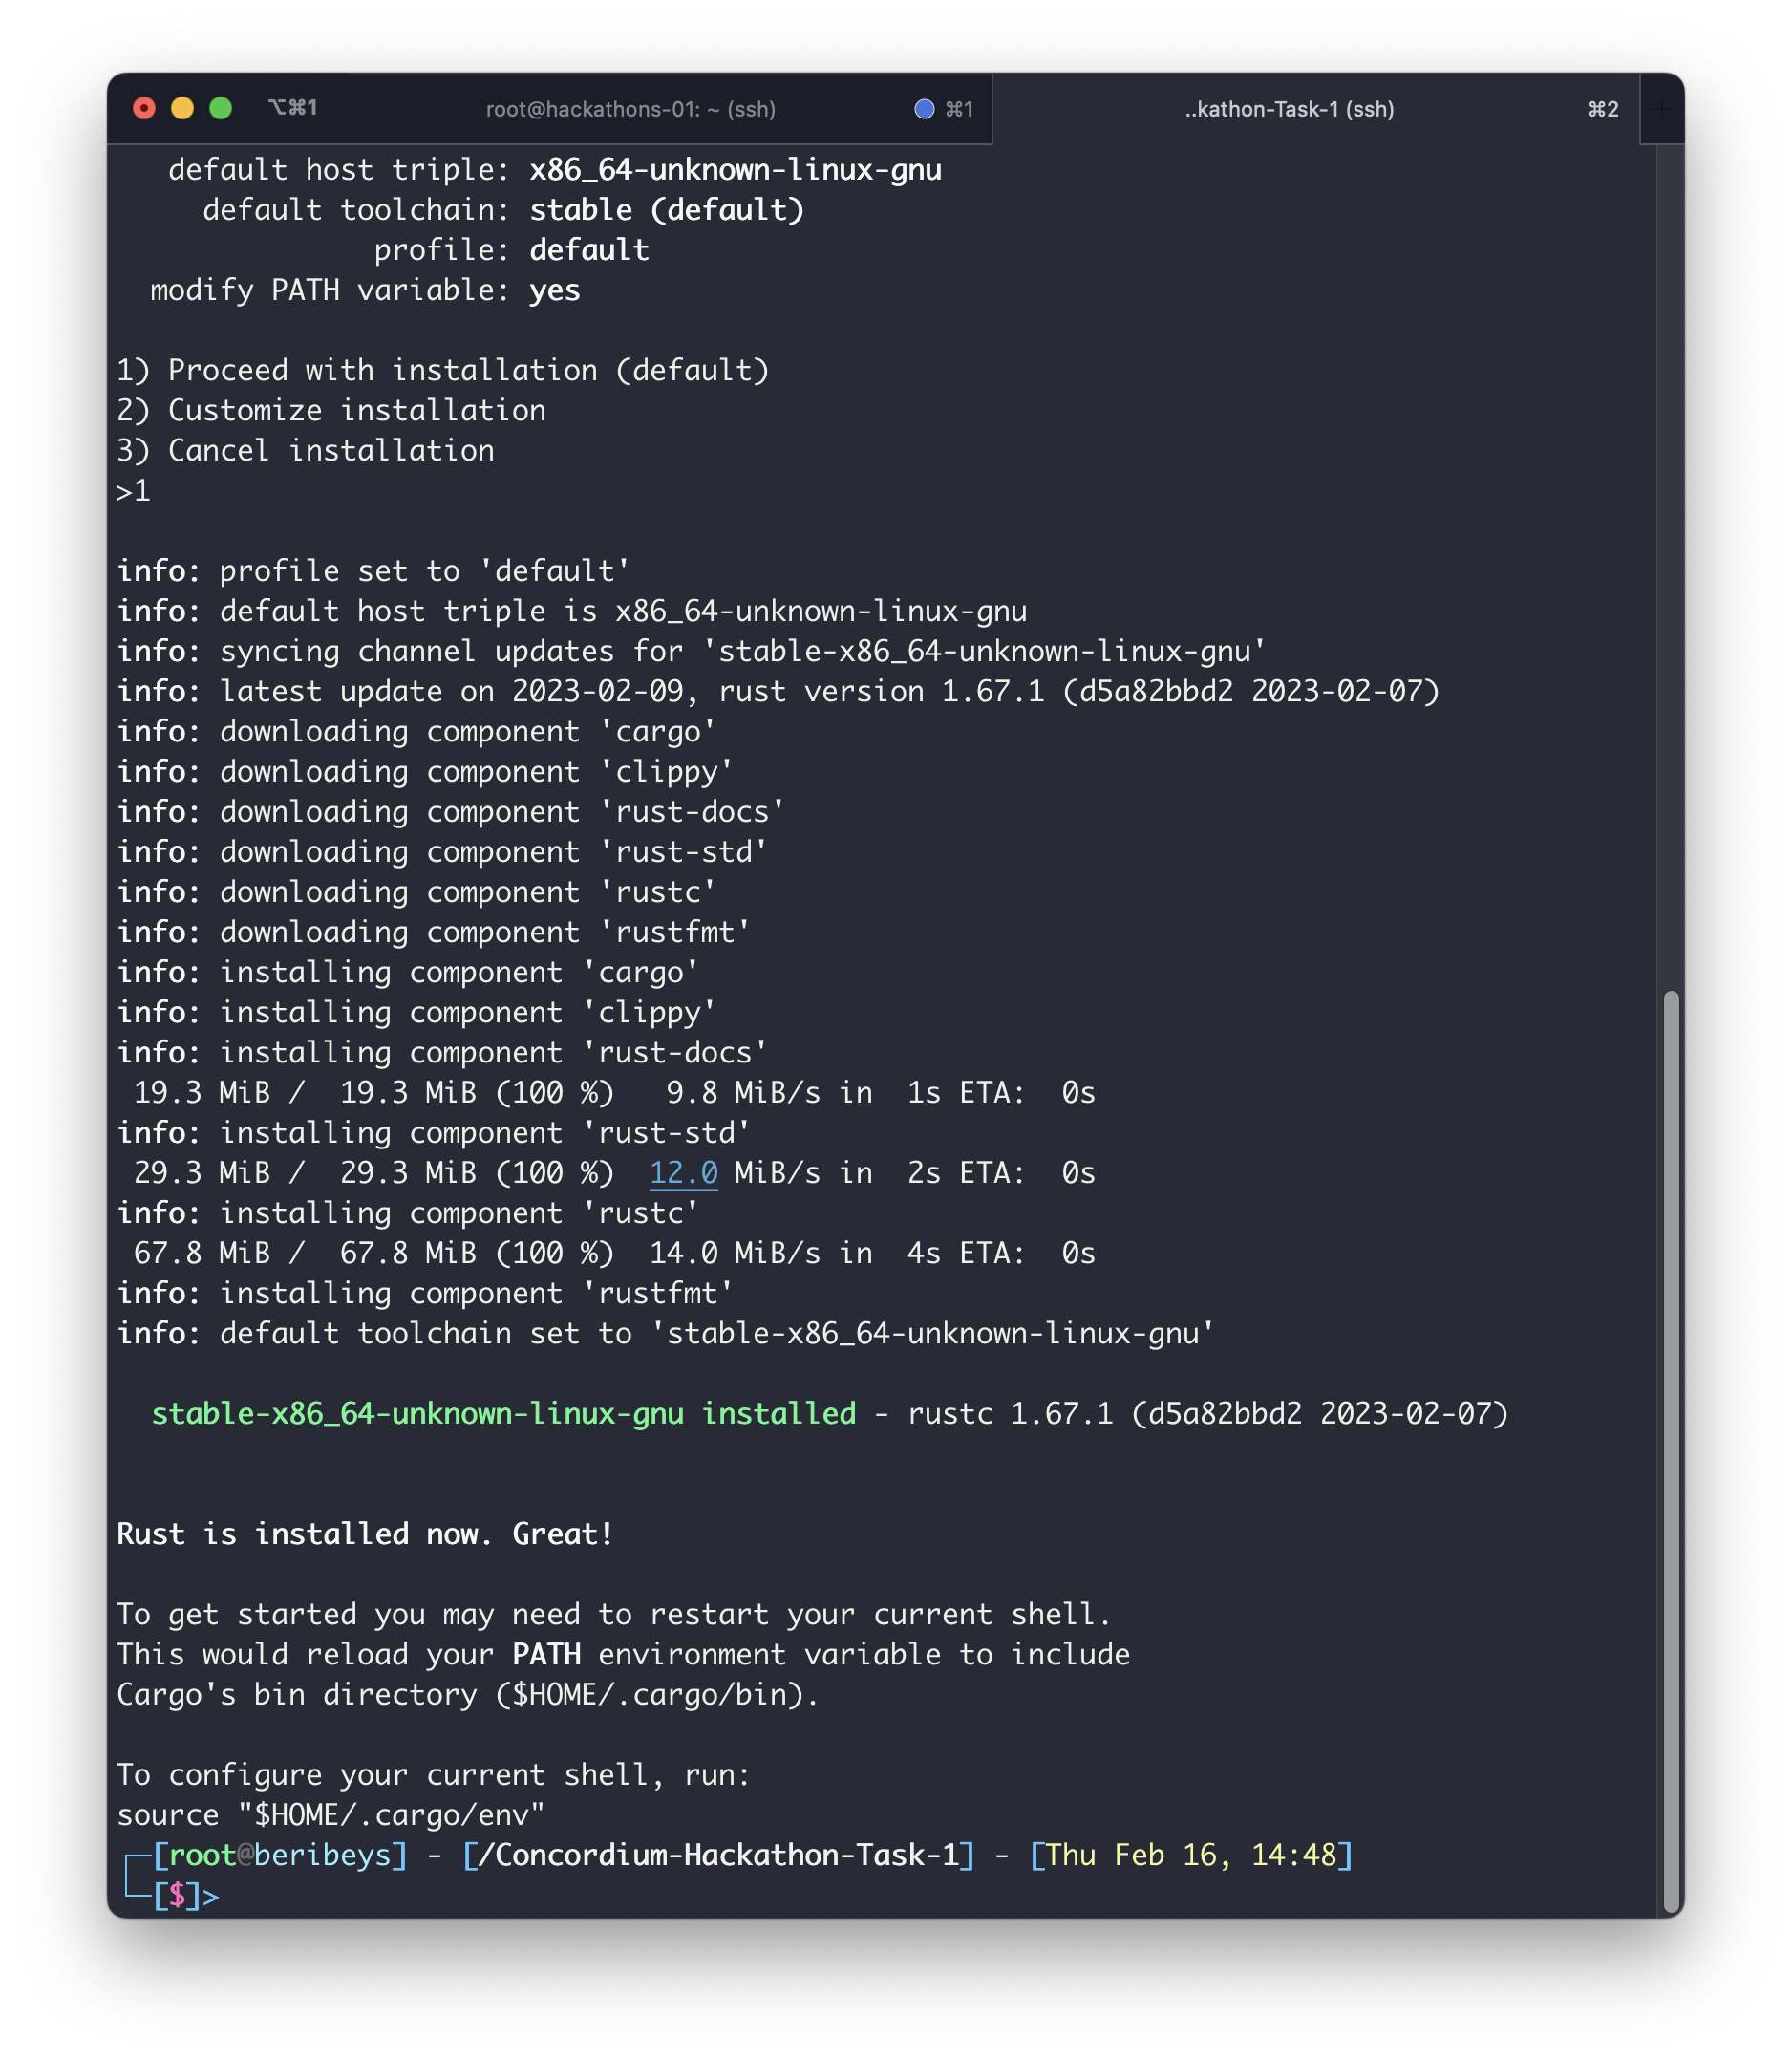 ⌥⌘1 root@hackathons-01: ~ (ssh) ⌘1 ..kathon-Task-1 (ssh) ⌘2 +
   default host triple: x86_64-unknown-linux-gnu
     default toolchain: stable (default)
               profile: default
  modify PATH variable: yes

1) Proceed with installation (default)
2) Customize installation
3) Cancel installation
>1

info: profile set to 'default'
info: default host triple is x86_64-unknown-linux-gnu
info: syncing channel updates for 'stable-x86_64-unknown-linux-gnu'
info: latest update on 2023-02-09, rust version 1.67.1 (d5a82bbd2 2023-02-07)
info: downloading component 'cargo'
info: downloading component 'clippy'
info: downloading component 'rust-docs'
info: downloading component 'rust-std'
info: downloading component 'rustc'
info: downloading component 'rustfmt'
info: installing component 'cargo'
info: installing component 'clippy'
info: installing component 'rust-docs'
 19.3 MiB /  19.3 MiB (100 %)   9.8 MiB/s in  1s ETA:  0s
info: installing component 'rust-std'
 29.3 MiB /  29.3 MiB (100 %)  12.0 MiB/s in  2s ETA:  0s
info: installing component 'rustc'
 67.8 MiB /  67.8 MiB (100 %)  14.0 MiB/s in  4s ETA:  0s
info: installing component 'rustfmt'
info: default toolchain set to 'stable-x86_64-unknown-linux-gnu'

  stable-x86_64-unknown-linux-gnu installed - rustc 1.67.1 (d5a82bbd2 2023-02-07)

Rust is installed now. Great!

To get started you may need to restart your current shell.
This would reload your PATH environment variable to include
Cargo's bin directory ($HOME/.cargo/bin).

To configure your current shell, run:
source "$HOME/.cargo/env"
┌─[root@beribeys] - [/Concordium-Hackathon-Task-1] - [Thu Feb 16, 14:48]
└─[$]>